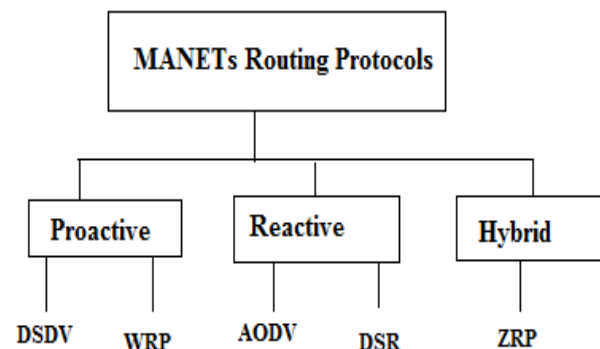 MANETs Routing Protocols
Proactive
Reactive
Hybrid
DSDV
WRP
AODV
DSR
ZRP